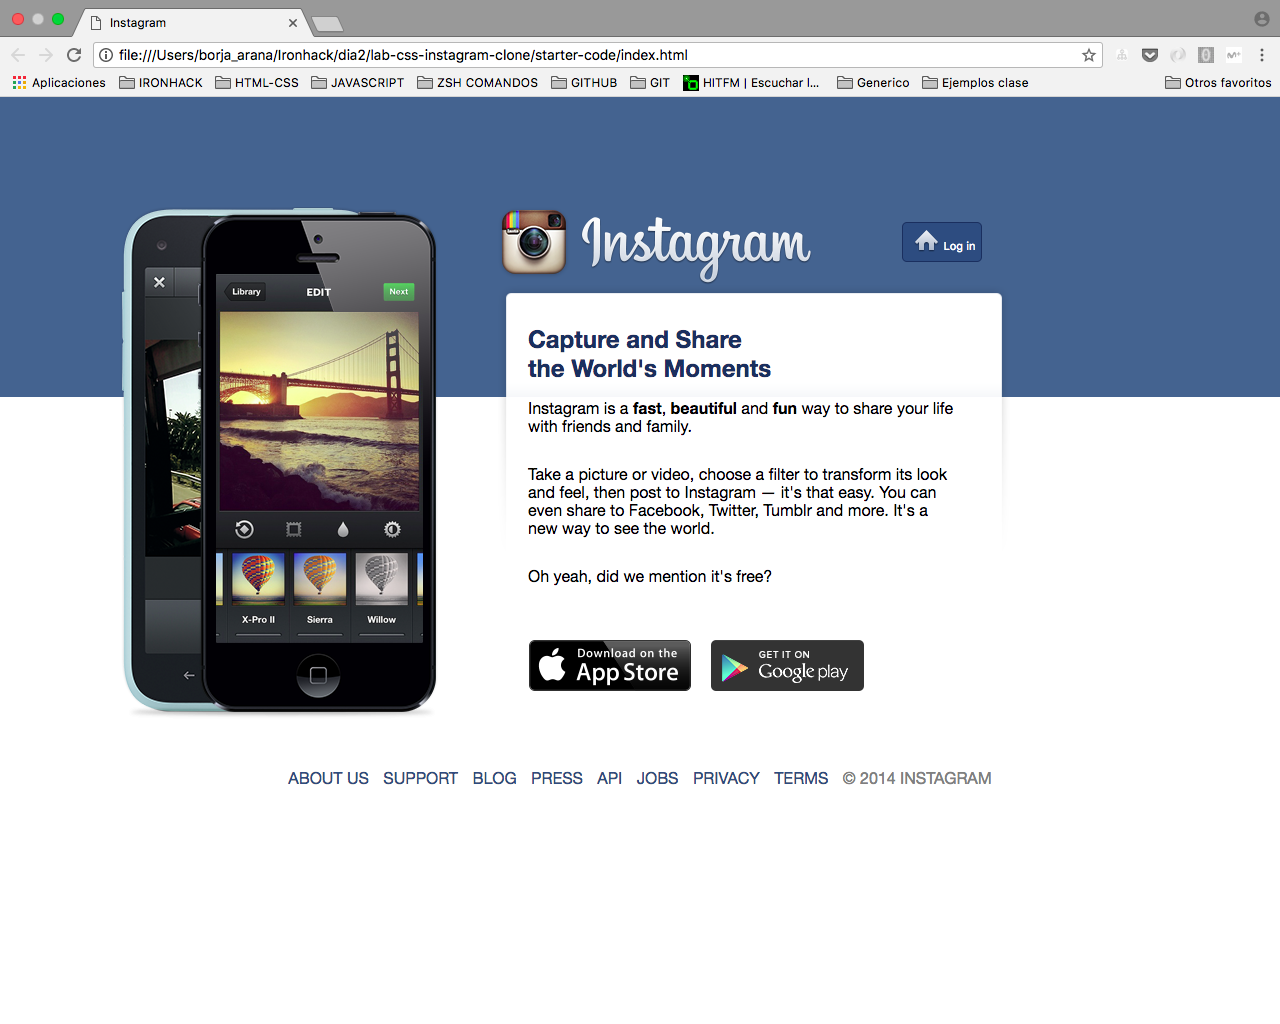 Instagram
file:///Users/borja_arana/Ironhack/dia2/lab-css-instagram-clone/starter-code/index.html
Aplicaciones IRONHACK HTML-CSS JAVASCRIPT ZSH COMANDOS GITHUB GIT HITFM | Escuchar l... Generico Ejemplos clase Otros favoritos
Instagram
Log in
Library EDIT Next
X-Pro II Sierra Willow
Capture and Share
the World's Moments
Instagram is a fast, beautiful and fun way to share your life
with friends and family.
Take a picture or video, choose a filter to transform its look
and feel, then post to Instagram — it's that easy. You can
even share to Facebook, Twitter, Tumblr and more. It's a
new way to see the world.
Oh yeah, did we mention it's free?
Download on the
App Store
GET IT ON
Google play
ABOUT US SUPPORT BLOG PRESS API JOBS PRIVACY TERMS © 2014 INSTAGRAM